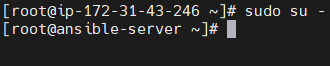 [root@ip-172-31-43-246 ~]# sudo su -
[root@ansible-server ~]#